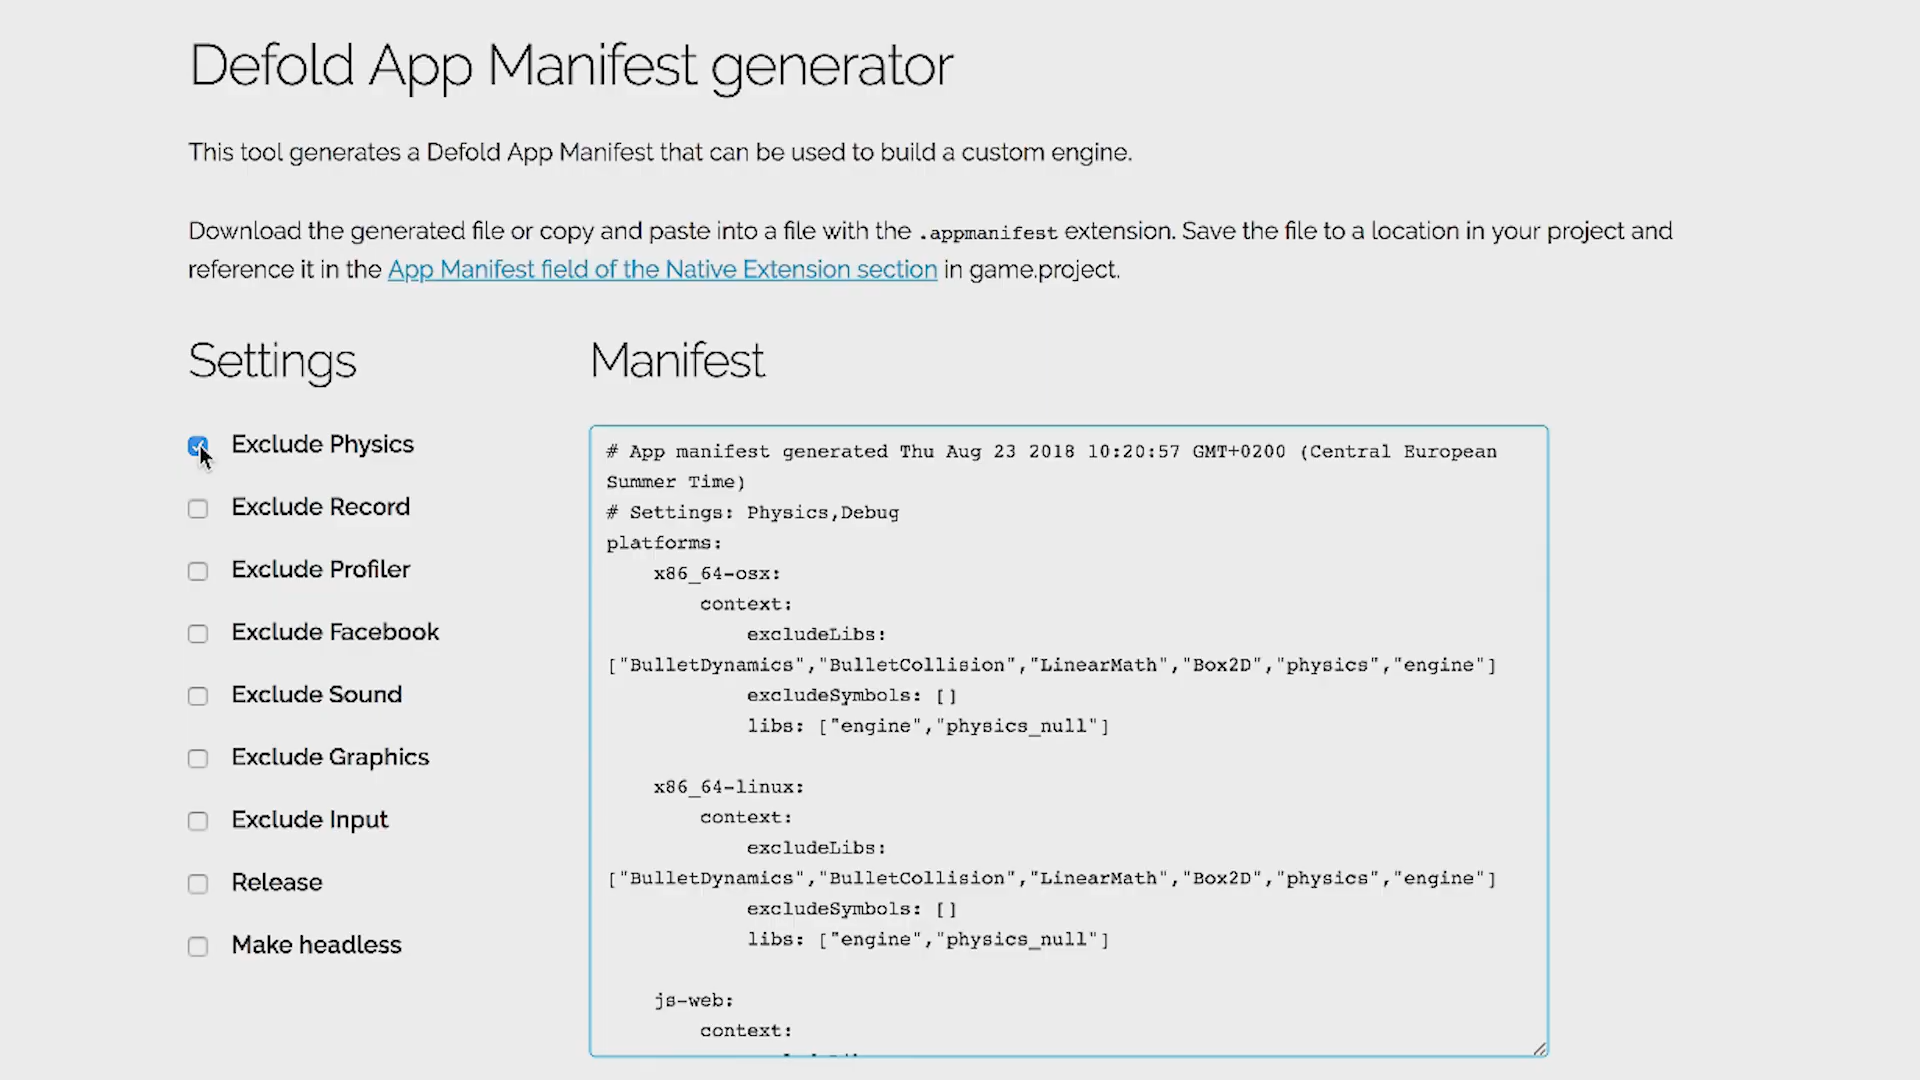 Defold App Manifest generator
This tool generates a Defold App Manifest that can be used to build a custom engine.
Download the generated file or copy and paste into a file with the .appmanifest extension. Save the file to a location in your project and
reference it in the App Manifest field of the Native Extension section in game.project.
Settings
Exclude Physics
Exclude Record
Exclude Profiler
Exclude Facebook
Exclude Sound
Exclude Graphics
Exclude Input
Release
Make headless
Manifest
# App manifest generated Thu Aug 23 2018 10:20:57 GMT+0200 (Central European
Summer Time)
# Settings: Physics,Debug
platforms:
x86_64-osx:
context:
excludeLibs:
["BulletDynamics","BulletCollision","LinearMath","Box2D","physics","engine"]
excludeSymbols: []
libs: ["engine","physics_null"]
x86_64-linux:
context:
excludeLibs:
["BulletDynamics","BulletCollision","LinearMath","Box2D","physics","engine"]
excludeSymbols: []
libs: ["engine","physics_null"]
js-web:
context: